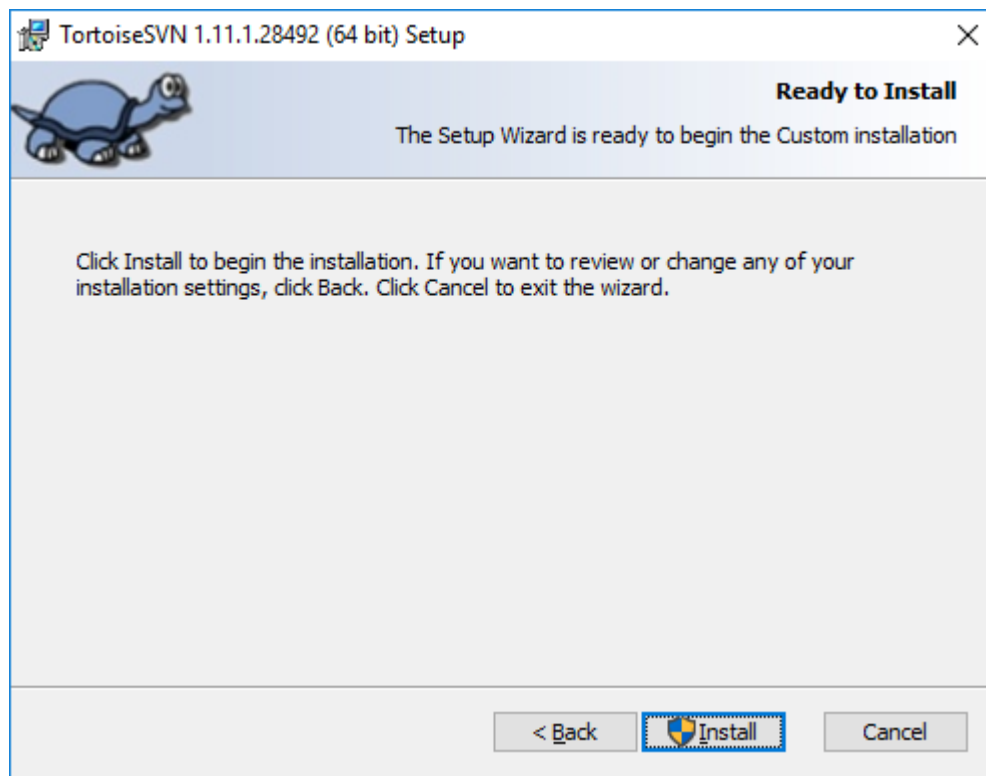 TortoiseSVN 1.11.1.28492 (64 bit) Setup
Ready to Install
The Setup Wizard is ready to begin the Custom installation
Click Install to begin the installation. If you want to review or change any of your
installation settings, click Back. Click Cancel to exit the wizard.
< Back
Install
Cancel